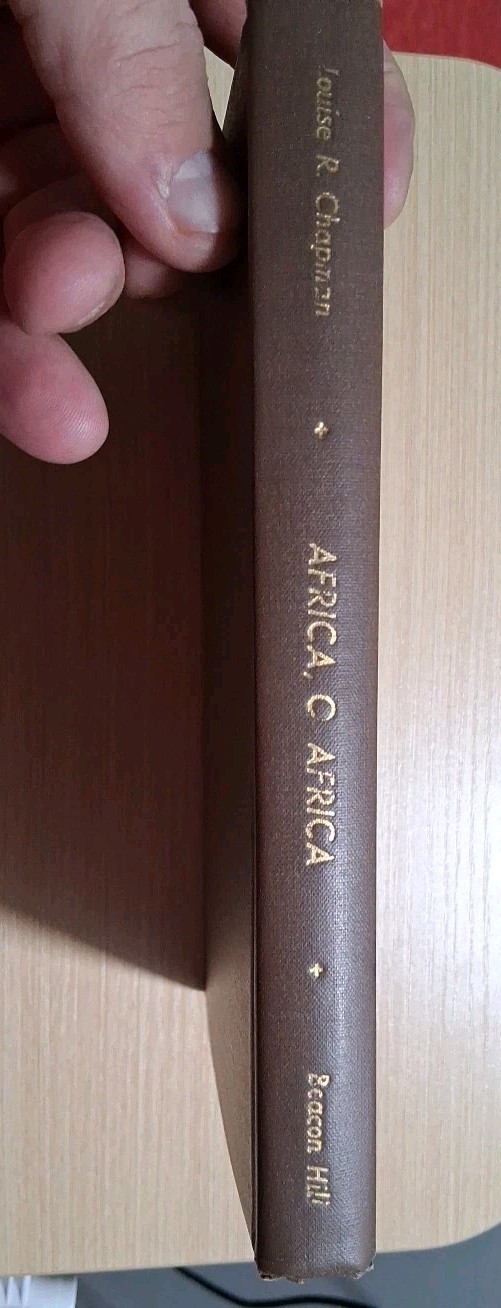 Louise R. Chapman
AFRICA, O AFRICA
Beacon Hill